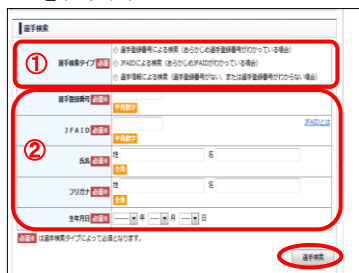 選手検索
①
選手検索タイプ 必須
選手登録番号による検索（あらかじめ選手登録番号がわかっている場合）
JFAIDによる検索（あらかじめJFAIDがわかっている場合）
選手情報による検索（選手登録番号がない、または選手登録番号がわからない場合）
②
選手登録番号 必須※
半角数字
JFAID 必須※
JFAIDとは
半角数字
氏名 必須※ 姓 名
全角
フリガナ 必須※ 姓 名
全角
生年月日 必須※ ----- 年 --- 月 --- 日
必須※ は選手検索タイプによって必須となります。
選手検索